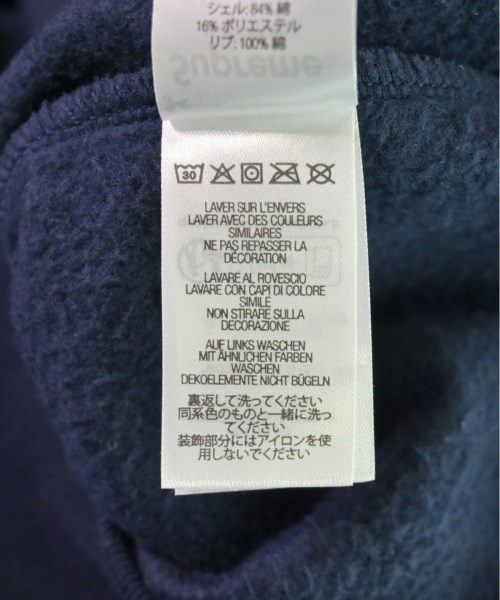 シェル: 84% 綿
16% ポリエステル
リブ: 100% 綿
Supreme
30
LAVER SUR L'ENVERS
LAVER AVEC DES COULEURS
SIMILAIRES
NE PAS REPASSER LA
DÉCORATION
LAVARE AL ROVESCIO
LAVARE CON CAPI DI COLORE
SIMILE
NON STIRARE SULLA
DECORAZIONE
AUF LINKS WASCHEN
MIT ÄHNLICHEN FARBEN
WASCHEN
DEKOELEMENTE NICHT BÜGELN
裏返して洗ってください
同系色のものと一緒に洗っ
てください
装飾部分にはアイロンを使
用しないでください